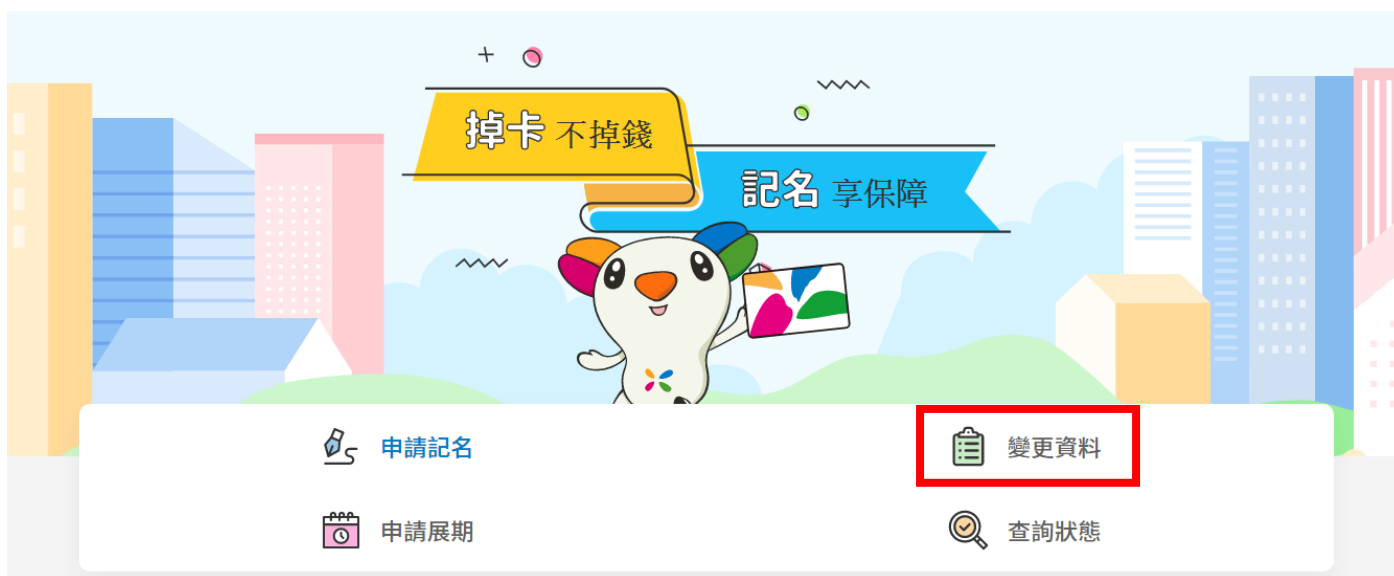 掉卡 不掉錢
記名 享保障
申請記名
變更資料
申請展期
查詢狀態